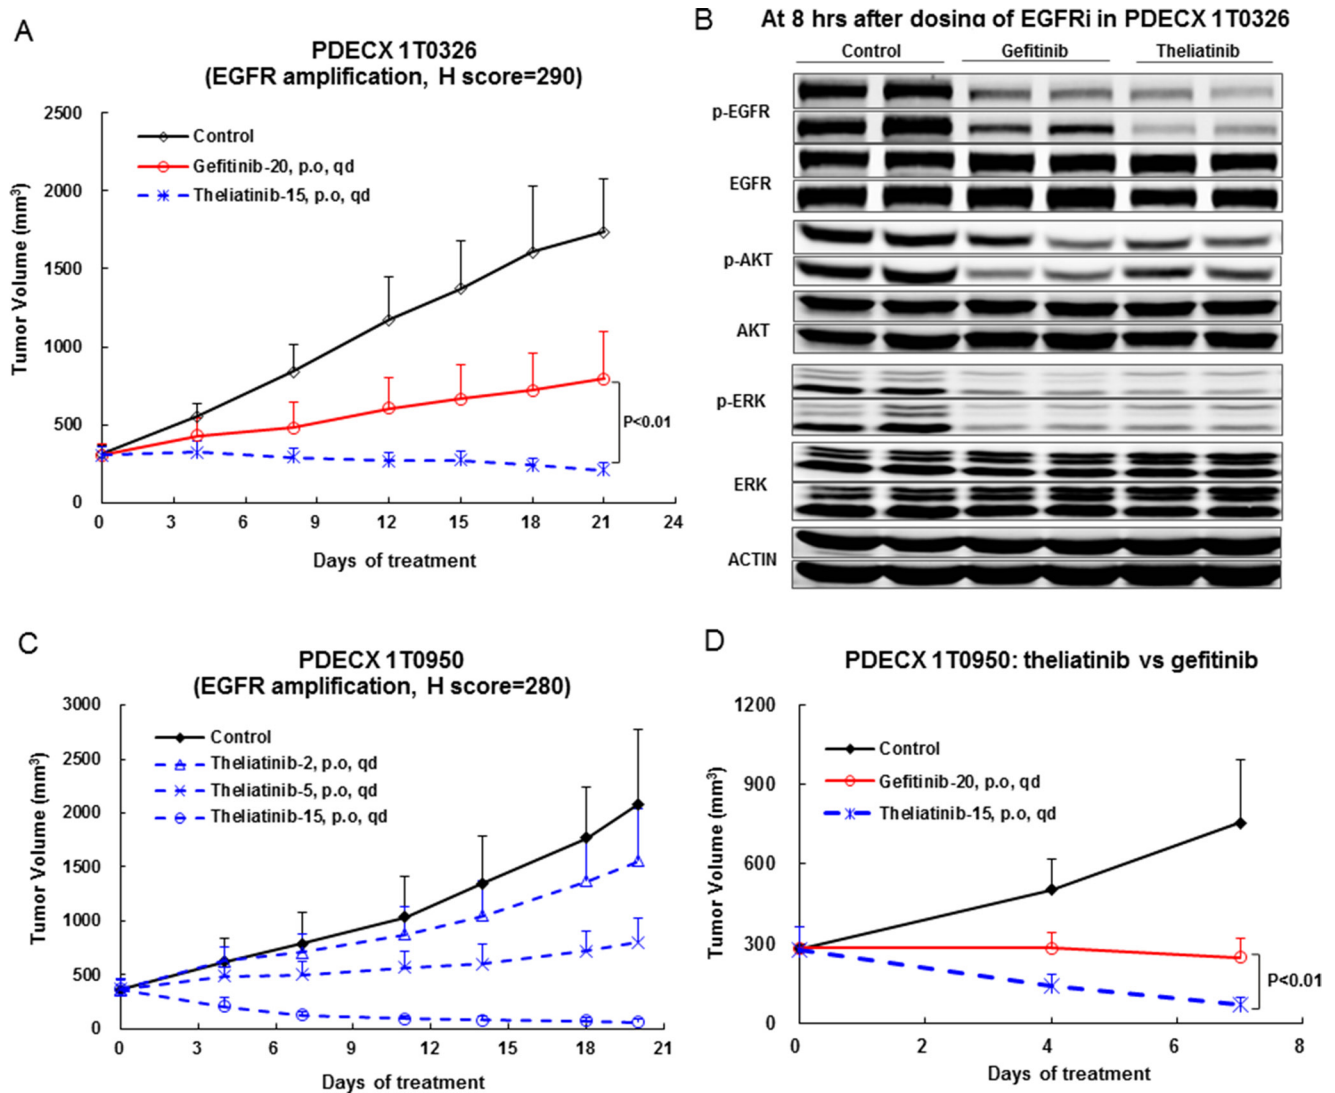 A
PDECX 1T0326
(EGFR amplification, H score=290)
2500
2000
1500
1000
500
0
Tumor Volume (mm³)
Control
Gefitinib-20, p.o, qd
Theliatinib-15, p.o, qd
P<0.01
0 3 6 9 12 15 18 21 24
Days of treatment
B
At 8 hrs after dosing of EGFRi in PDECX 1T0326
Control Gefitinib Theliatinib
p-EGFR
EGFR
p-AKT
AKT
p-ERK
ERK
ACTIN
C
PDECX 1T0950
(EGFR amplification, H score=280)
3000
2500
2000
1500
1000
500
0
Tumor Volume (mm³)
Control
Theliatinib-2, p.o, qd
Theliatinib-5, p.o, qd
Theliatinib-15, p.o, qd
0 3 6 9 12 15 18 21
Days of treatment
D
PDECX 1T0950: theliatinib vs gefitinib
1200
900
600
300
0
Tumor Volume (mm³)
Control
Gefitinib-20, p.o, qd
Theliatinib-15, p.o, qd
P<0.01
0 2 4 6 8
Days of treatment